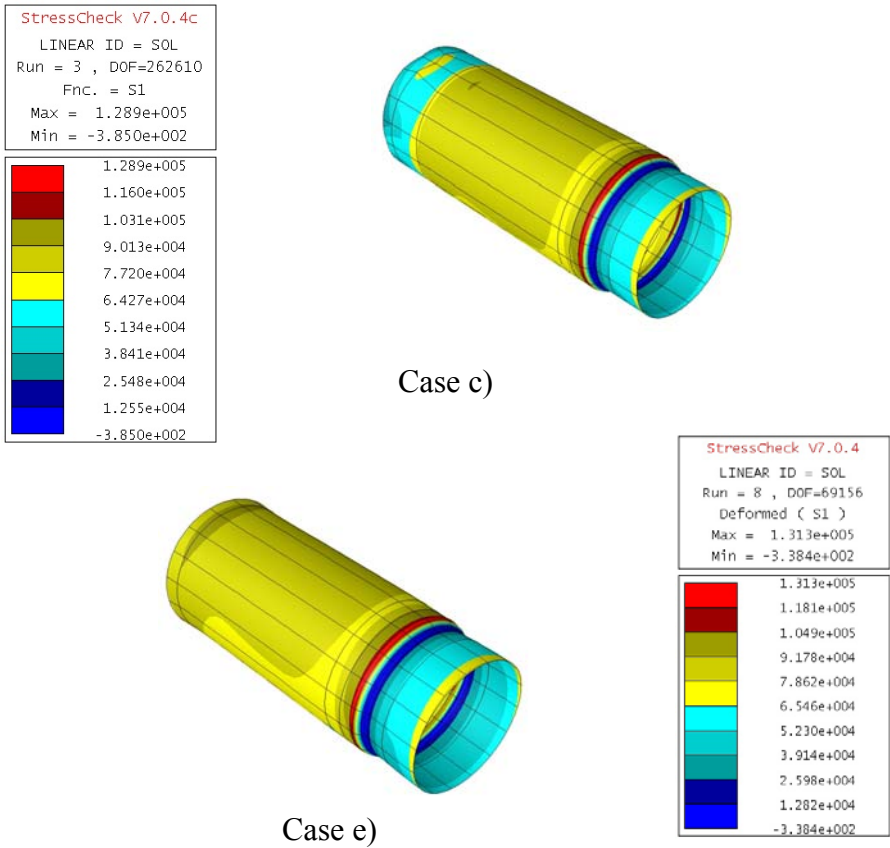 StressCheck V7.0.4c
LINEAR ID = SOL
Run = 3 , DOF=262610
Fnc. = S1
Max = 1.289e+005
Min = -3.850e+002
1.289e+005
1.160e+005
1.031e+005
9.013e+004
7.720e+004
6.427e+004
5.134e+004
3.841e+004
2.548e+004
1.255e+004
-3.850e+002
Case c)
StressCheck V7.0.4
LINEAR ID = SOL
Run = 8 , DOF=69156
Deformed ( S1 )
Max = 1.313e+005
Min = -3.384e+002
1.313e+005
1.181e+005
1.049e+005
9.178e+004
7.862e+004
6.546e+004
5.230e+004
3.914e+004
2.598e+004
1.282e+004
-3.384e+002
Case e)